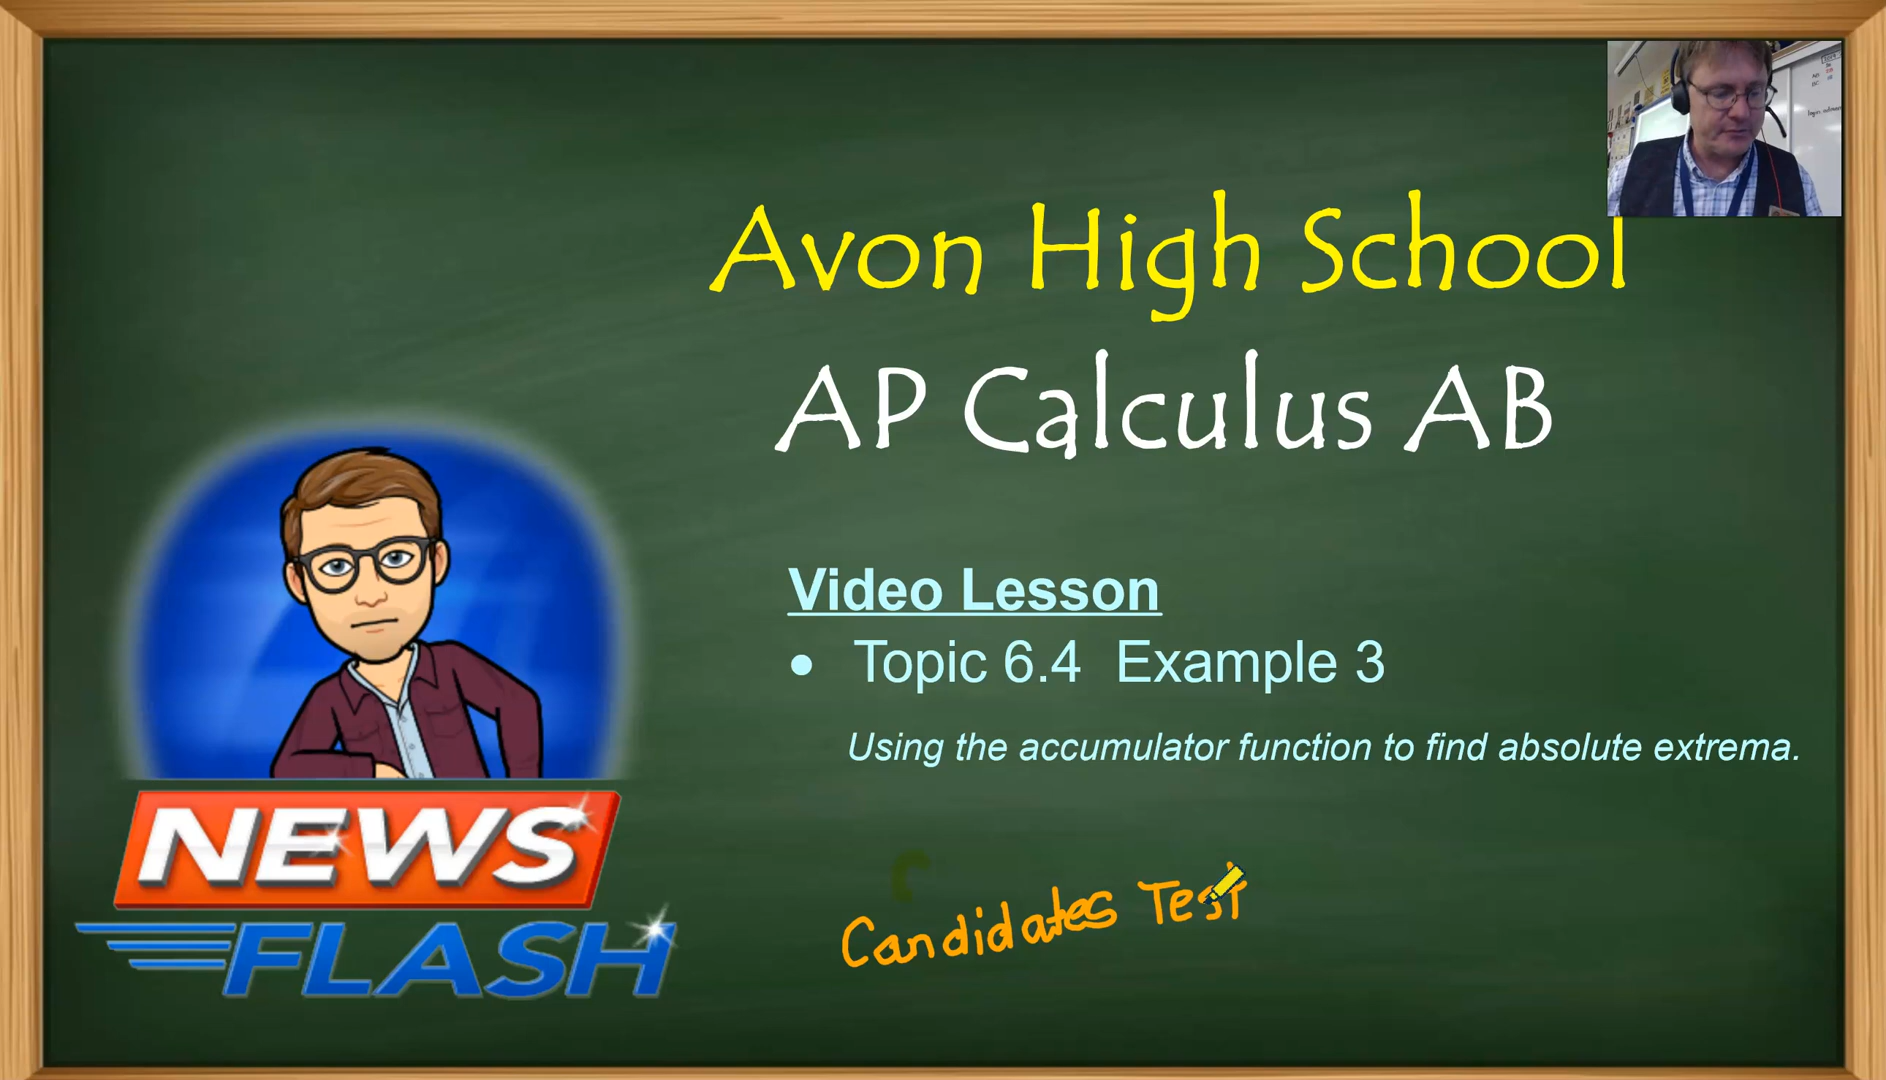 Avon High School
AP Calculus AB
Video Lesson
• Topic 6.4 Example 3
Using the accumulator function to find absolute extrema.
Candidates Test
NEWS
FLASH